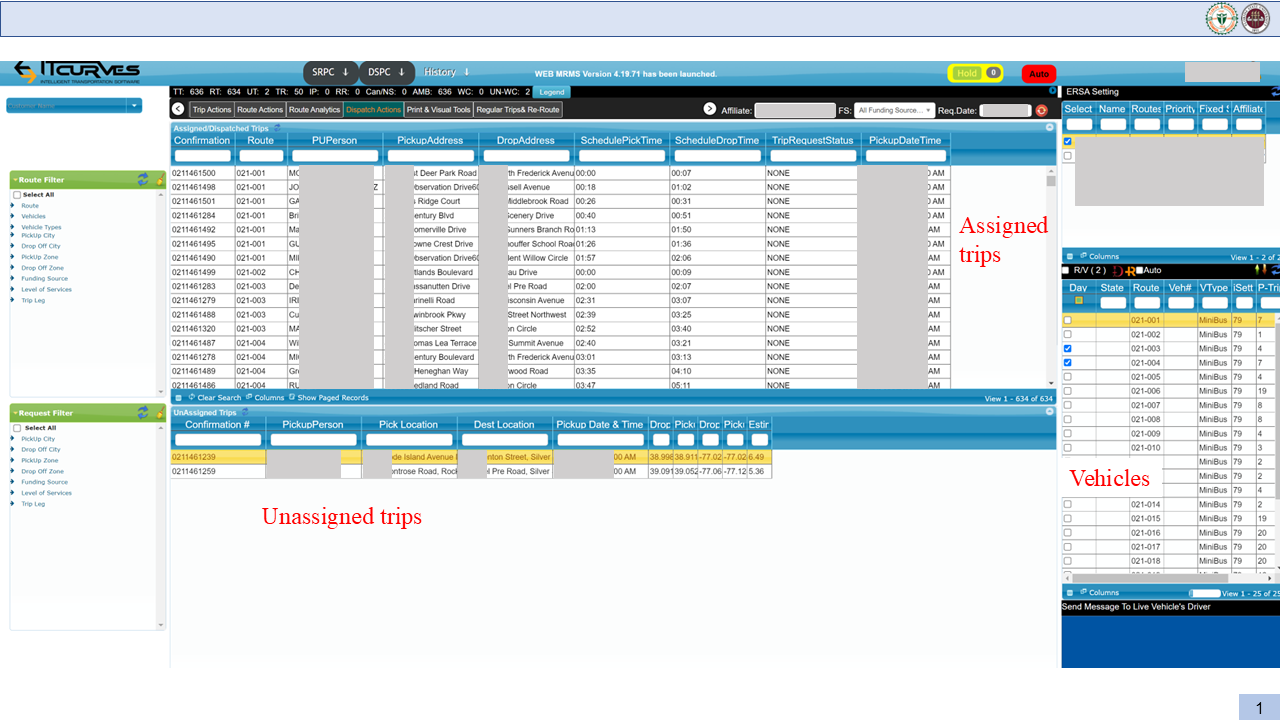 ITCURVES
INTELLIGENT TRANSPORTATION SOFTWARE
SRPC ↓ DSPC ↓ History ↓
WEB MRMS Version 4.19.71 has been launched.
Hold 0 Auto
Customer Name
TT: 636 RT: 634 UT: 2 TR: 50 IP: 0 RR: 0 Can/NS: 0 AMB: 636 WC: 0 UN-WC: 2 Legend
Trip Actions Route Actions Route Analytics Dispatch Actions Print & Visual Tools Regular Trips& Re-Route Affiliate: FS: All Funding Source... Req.Date:
Route Filter
Select All
Route
Vehicles
Vehicle Types
PickUp City
Drop Off City
PickUp Zone
Drop Off Zone
Funding Source
Level of Services
Trip Leg
Request Filter
Select All
PickUp City
Drop Off City
PickUp Zone
Drop Off Zone
Funding Source
Level of Services
Trip Leg
Assigned/Dispatched Trips
Confirmation Route PUPerson PickupAddress DropAddress SchedulePickTime ScheduleDropTime TripRequestStatus PickupDateTime
0211461500 021-001 MC st Deer Park Road th Frederick Avenu 00:00 00:07 NONE 0 AM
0211461498 021-001 JO Z Observation Drive60 sell Avenue 00:18 01:02 NONE 0 AM
0211461501 021-001 GA s Ridge Court Middlebrook Road 00:26 00:31 NONE 0 AM
0211461284 021-001 Bri entury Blvd Scenery Drive 00:40 00:51 NONE 0 AM
0211461492 021-001 Ma omerville Drive Gunners Branch Ro 01:13 01:50 NONE 0 AM
0211461495 021-001 GU owne Crest Drive houffer School Road 01:26 01:36 NONE 0 AM
0211461490 021-001 MII Observation Drive60 dent Willow Circle 01:57 02:06 NONE 0 AM
0211461499 021-002 CH tlands Boulevard au Drive 00:00 00:09 NONE 0 AM
0211461283 021-003 De assanutten Drive el Pre Road 02:00 02:07 NONE AM
0211461279 021-003 IRI arinelli Road isconsin Avenue 02:31 03:07 NONE AM
0211461488 021-003 Cu winbrook Pkwy Street Northwest 02:39 03:25 NONE AM
0211461320 021-003 MA litscher Street on Circle 02:52 03:40 NONE AM
0211461487 021-004 Wi omas Lea Terrace Summit Avenue 02:40 03:21 NONE AM
0211461278 021-004 MI entury Boulevard th Frederick Avenu 03:01 03:13 NONE AM
0211461489 021-004 Gre Heneghan Way wood Road 03:35 04:10 NONE AM
0211461486 021-004 RU edland Road on Circle 03:47 05:11 NONE AM
Clear Search Columns Show Paged Records View 1 - 634 of 634
Assigned
trips
UnAssigned Trips
Confirmation # PickupPerson Pick Location Dest Location Pickup Date & Time Drop Pick Drop Pick Estir
0211461239 de Island Avenue nton Street, Silver 00 AM 38.998 38.911 -77.02 -77.02 6.49
0211461259 ontrose Road, Rock el Pre Road, Silver 00 AM 39.091 39.052 -77.06 -77.12 5.36
Unassigned trips
ERSA Setting
Select Name Routes Priority Fixed S Affiliate
Columns View 1 - 2 of 2
R/V ( 2 ) D R Auto
Dav State Route Veh# VType iSett P-Tri
021-001 MiniBus 79 7
021-002 MiniBus 79 1
021-003 MiniBus 79 4
021-004 MiniBus 79 7
021-005 MiniBus 79 4
021-006 MiniBus 79 19
021-007 MiniBus 79 8
021-008 MiniBus 79 8
021-009 MiniBus 79 4
021-010 MiniBus 79 3
MiniBus 79 2
MiniBus 79 2
MiniBus 79 4
Vehicles
021-014 MiniBus 79 2
021-015 MiniBus 79 19
021-016 MiniBus 79 20
021-017 MiniBus 79 20
021-018 MiniBus 79 20
Columns View 1 - 25 of 25
Send Message To Live Vehicle's Driver
1